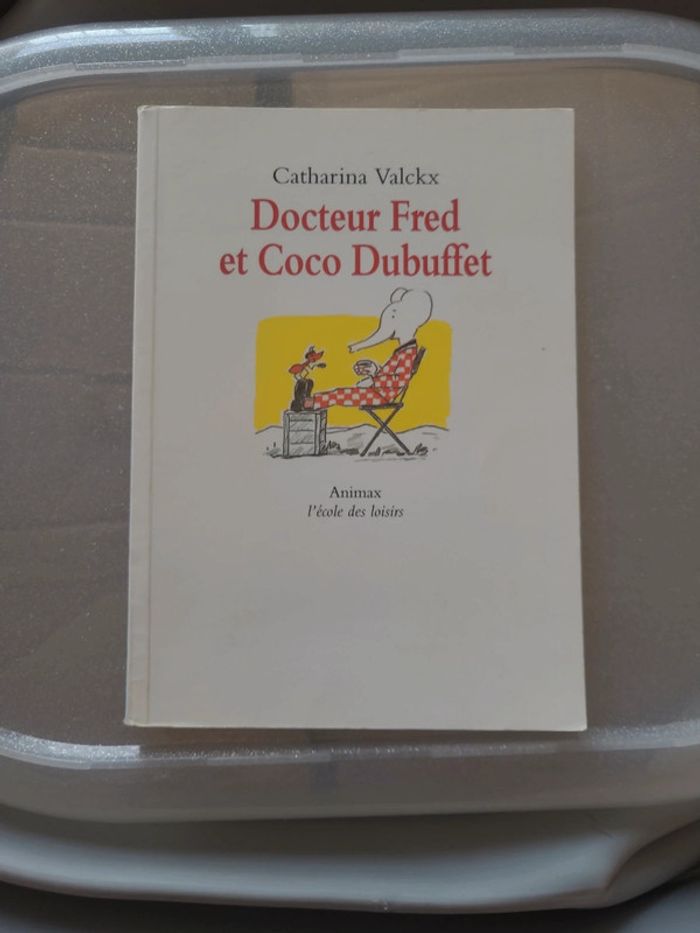 Catharina Valckx
Docteur Fred
et Coco Dubuffet
Animax
l'école des loisirs